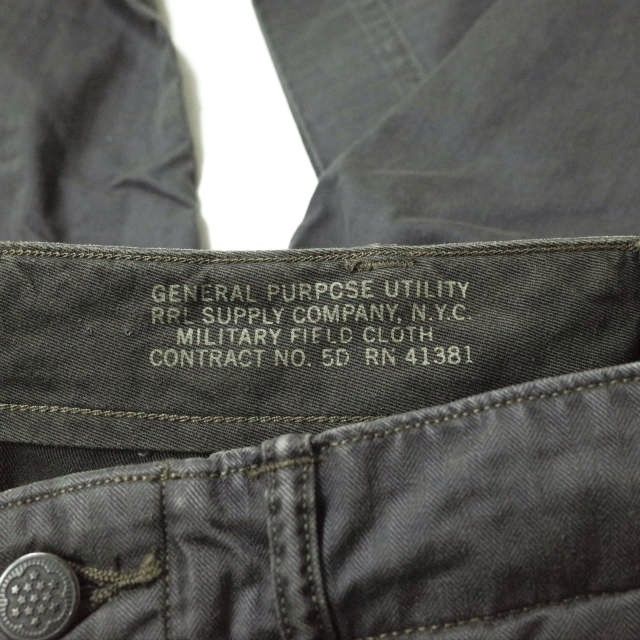 GENERAL PURPOSE UTILITY
RRL SUPPLY COMPANY, N.Y.C.
MILITARY FIELD CLOTH
CONTRACT NO. 5D RN 41381